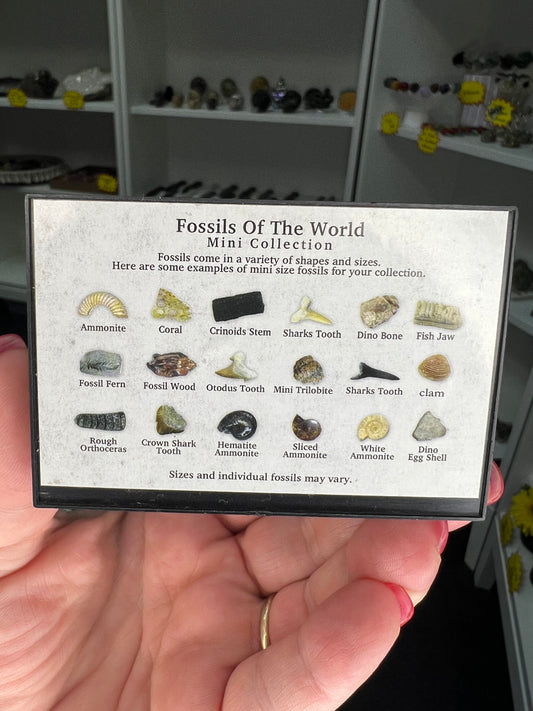 Fossils Of The World
Mini Collection
Fossils come in a variety of shapes and sizes.
Here are some examples of mini size fossils for your collection.
Ammonite Coral Crinoids Stem Sharks Tooth Dino Bone Fish Jaw
Fossil Fern Fossil Wood Otodus Tooth Mini Trilobite Sharks Tooth clam
Rough Crown Shark Hematite Sliced White Dino
Orthoceras Tooth Ammonite Ammonite Ammonite Egg Shell
Sizes and individual fossils may vary.